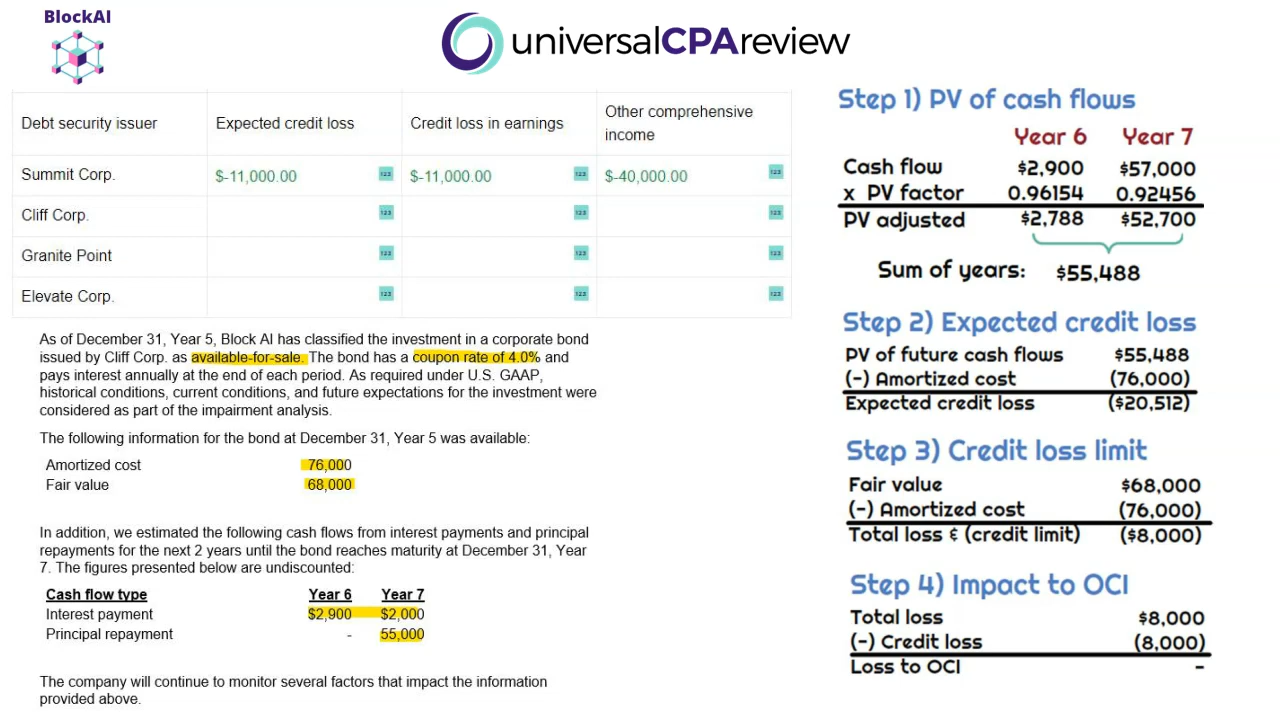 BlockAI
universalCPAreview
Debt security issuer Expected credit loss Credit loss in earnings Other comprehensive income
Summit Corp. $-11,000.00 123 $-11,000.00 123 $-40,000.00 123
Cliff Corp. 123 123 123
Granite Point 123 123 123
Elevate Corp. 123 123 123
As of December 31, Year 5, Block AI has classified the investment in a corporate bond
issued by Cliff Corp. as available-for-sale. The bond has a coupon rate of 4.0% and
pays interest annually at the end of each period. As required under U.S. GAAP,
historical conditions, current conditions, and future expectations for the investment were
considered as part of the impairment analysis.
The following information for the bond at December 31, Year 5 was available:
Amortized cost 76,000
Fair value 68,000
In addition, we estimated the following cash flows from interest payments and principal
repayments for the next 2 years until the bond reaches maturity at December 31, Year
7. The figures presented below are undiscounted:
Cash flow type Year 6 Year 7
Interest payment $2,900 $2,000
Principal repayment - 55,000
The company will continue to monitor several factors that impact the information
provided above.
Step 1) PV of cash flows
Year 6 Year 7
Cash flow $2,900 $57,000
x PV factor 0.96154 0.92456
PV adjusted $2,788 $52,700
Sum of years: $55,488
Step 2) Expected credit loss
PV of future cash flows $55,488
(-) Amortized cost (76,000)
Expected credit loss ($20,512)
Step 3) Credit loss limit
Fair value $68,000
(-) Amortized cost (76,000)
Total loss & (credit limit) ($8,000)
Step 4) Impact to OCI
Total loss $8,000
(-) Credit loss (8,000)
Loss to OCI -